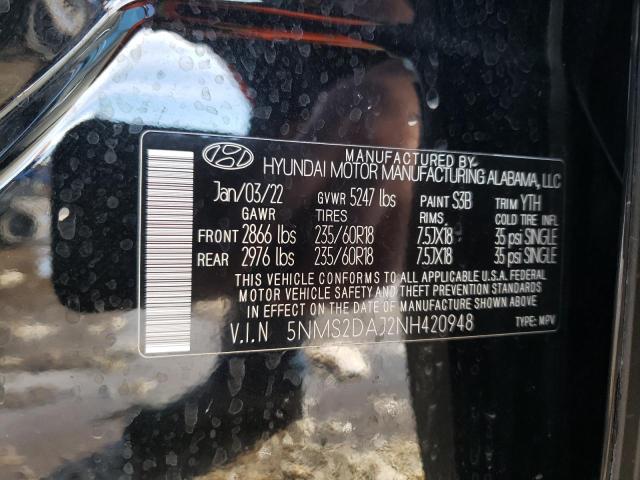 MANUFACTURED BY
HYUNDAI MOTOR MANUFACTURING ALABAMA, LLC
Jan/03/22 GVWR 5247 lbs PAINT S3B TRIM YTH
GAWR TIRES RIMS COLD TIRE INFL
FRONT 2866 lbs 235/60R18 7.5JX18 35 psi SINGLE
REAR 2976 lbs 235/60R18 7.5JX18 35 psi SINGLE
THIS VEHICLE CONFORMS TO ALL APPLICABLE U.S.A. FEDERAL
MOTOR VEHICLE SAFETY AND THEFT PREVENTION STANDARDS
IN EFFECT ON THE DATE OF MANUFACTURE SHOWN ABOVE.
V.I.N 5NMS2DAJ2NH420948 TYPE: MPV